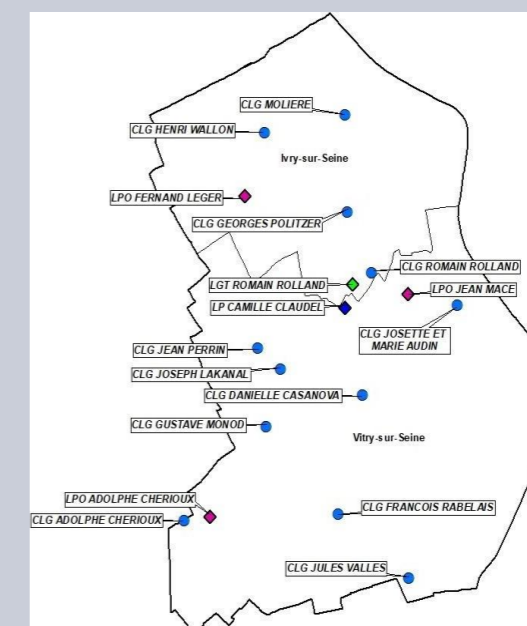 CLG MOLIERE
CLG HENRI WALLON
Ivry-sur-Seine
LPO FERNAND LEGER
CLG GEORGES POLITZER
CLG ROMAIN ROLLAND
LGT ROMAIN ROLLAND
LPO JEAN MACE
LP CAMILLE CLAUDEL
CLG JOSETTE ET
MARIE AUDIN
CLG JEAN PERRIN
CLG JOSEPH LAKANAL
CLG DANIELLE CASANOVA
CLG GUSTAVE MONOD
Vitry-sur-Seine
LPO ADOLPHE CHERIOUX
CLG FRANCOIS RABELAIS
CLG ADOLPHE CHERIOUX
CLG JULES VALLES